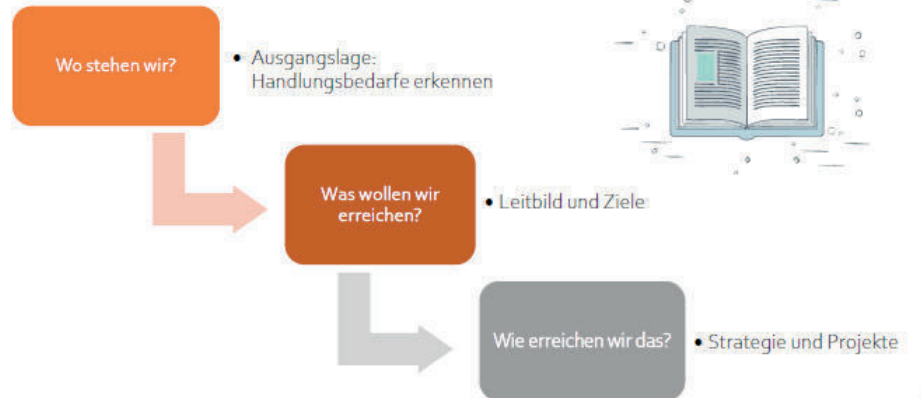 Wo stehen wir?
• Ausgangslage:
Handlungsbedarfe erkennen
Was wollen wir
erreichen?
• Leitbild und Ziele
Wie erreichen wir das?
• Strategie und Projekte